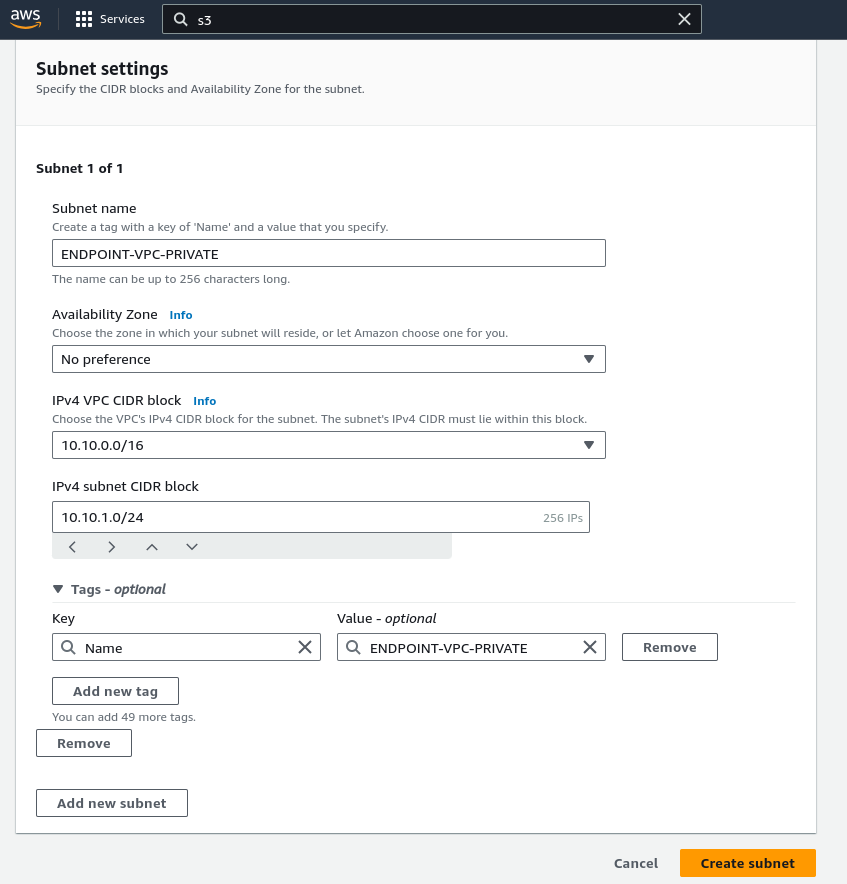 aws
Services
s3
Subnet settings
Specify the CIDR blocks and Availability Zone for the subnet.
Subnet 1 of 1
Subnet name
Create a tag with a key of 'Name' and a value that you specify.
ENDPOINT-VPC-PRIVATE
The name can be up to 256 characters long.
Availability Zone Info
Choose the zone in which your subnet will reside, or let Amazon choose one for you.
No preference
IPv4 VPC CIDR block Info
Choose the VPC's IPv4 CIDR block for the subnet. The subnet's IPv4 CIDR must lie within this block.
10.10.0.0/16
IPv4 subnet CIDR block
10.10.1.0/24 256 IPs
Tags - optional
Key Value - optional
Name ENDPOINT-VPC-PRIVATE Remove
Add new tag
You can add 49 more tags.
Remove
Add new subnet
Cancel Create subnet